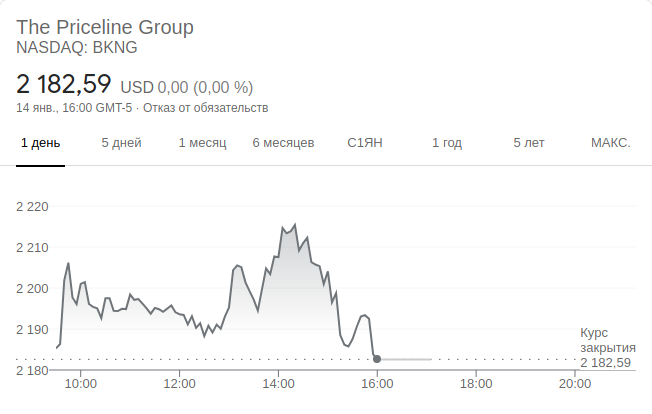 The Priceline Group
NASDAQ: BKNG
2 182,59 USD 0,00 (0,00 %)
14 янв., 16:00 GMT-5 · Отказ от обязательств
1 день 5 дней 1 месяц 6 месяцев С1ЯН 1 год 5 лет МАКС.
2 220
2 210
2 200
2 190
Курс
закрытия
2 182,59
2 180
10:00 12:00 14:00 16:00 18:00 20:00